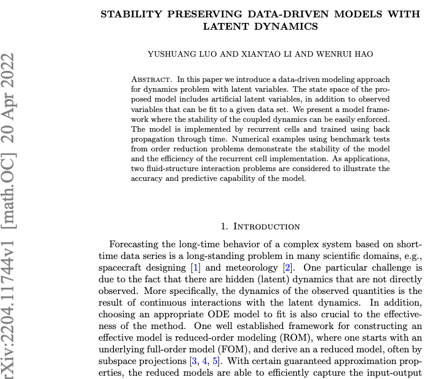 STABILITY PRESERVING DATA-DRIVEN MODELS WITH
LATENT DYNAMICS
YUSHUANG LUO AND XIANTAO LI AND WENRUI HAO
Abstract. In this paper we introduce a data-driven modeling approach
for dynamics problem with latent variables. The state space of the pro-
posed model includes artificial latent variables, in addition to observed
variables that can be fit to a given data set. We present a model frame-
work where the stability of the coupled dynamics can be easily enforced.
The model is implemented by recurrent cells and trained using back
propagation through time. Numerical examples using benchmark tests
from order reduction problems demonstrate the stability of the model
and the efficiency of the recurrent cell implementation. As applications,
two fluid-structure interaction problems are considered to illustrate the
accuracy and predictive capability of the model.
1. Introduction
Forecasting the long-time behavior of a complex system based on short-
time data series is a long-standing problem in many scientific domains, e.g.,
spacecraft designing [1] and meteorology [2]. One particular challenge is
due to the fact that there are hidden (latent) dynamics that are not directly
observed. More specifically, the dynamics of the observed quantities is the
result of continuous interactions with the latent dynamics. In addition,
choosing an appropriate ODE model to fit is also crucial to the effective-
ness of the method. One well established framework for constructing an
effective model is reduced-order modeling (ROM), where one starts with an
underlying full-order model (FOM), and derive an a reduced model, often by
subspace projections [3, 4, 5]. With certain guaranteed approximation prop-
erties, the reduced models are able to efficiently capture the input-output
rXiv:2204.11744v1 [math.OC] 20 Apr 2022